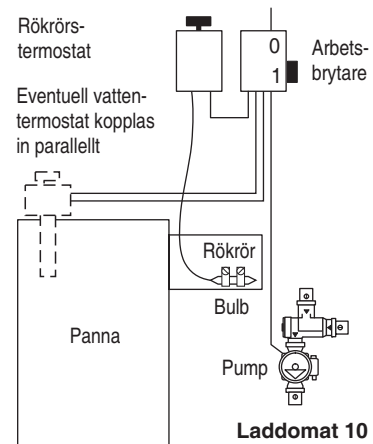 Rökrörs-
termostat
0
1
Arbets-
brytare
Eventuell vatten-
termostat kopplas
in parallellt
Rökrör
Bulb
Panna
Pump
Laddomat 10